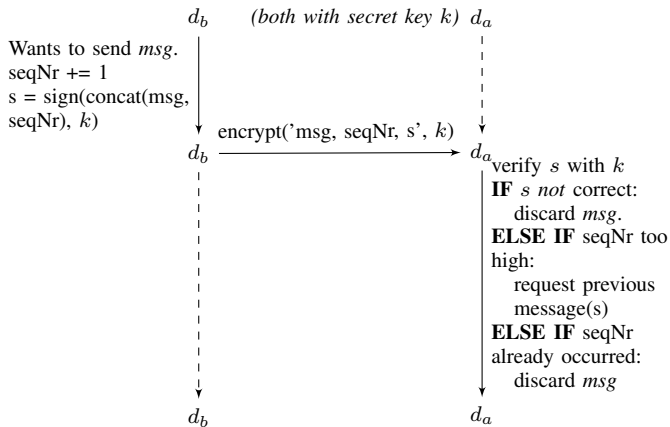 d_b (both with secret key k) d_a
Wants to send msg.
seqNr += 1
s = sign(concat(msg,
seqNr), k)
encrypt('msg, seqNr, s', k)
d_b d_a
verify s with k
IF s not correct:
discard msg.
ELSE IF seqNr too
high:
request previous
message(s)
ELSE IF seqNr
already occurred:
discard msg
d_b d_a